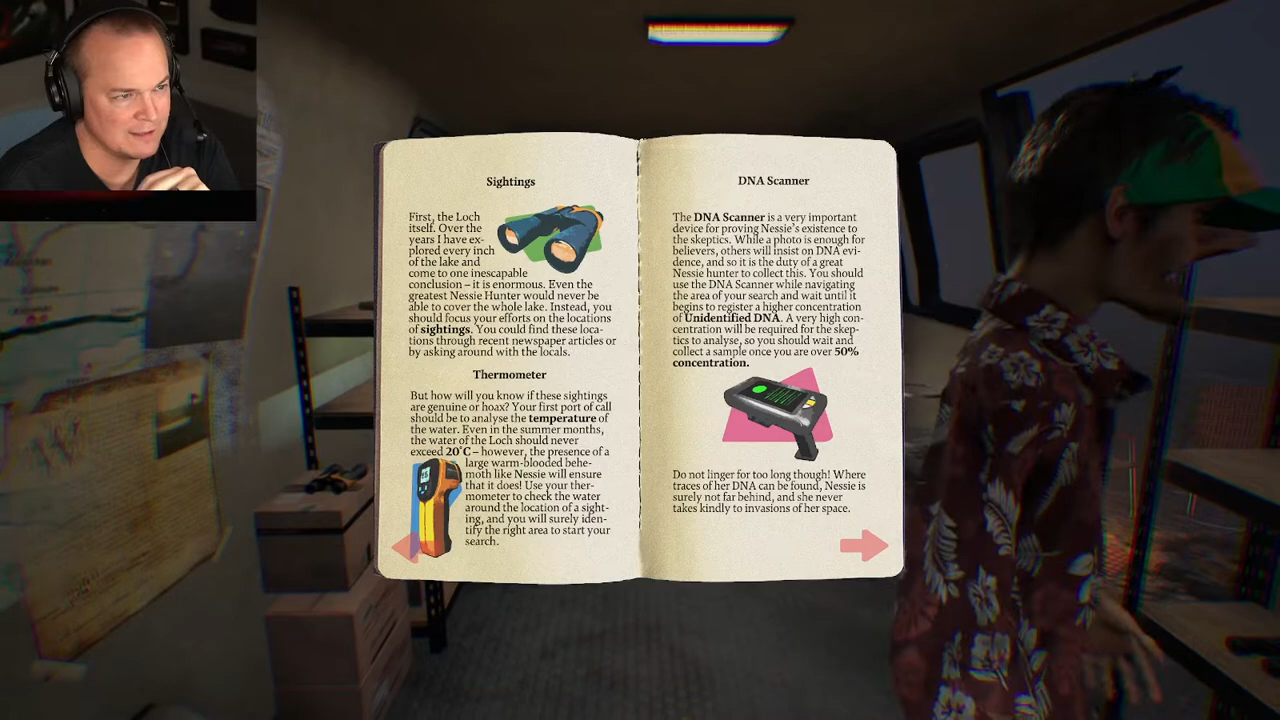 Sightings
First, the Loch
itself. Over the
years I have ex-
plored every inch
of the lake and
come to one inescapable
conclusion – it is enormous. Even the
greatest Nessie Hunter would never be
able to cover the whole lake. Instead, you
should focus your efforts on the locations
of sightings. You could find these loca-
tions through recent newspaper articles or
by asking around with the locals.
Thermometer
But how will you know if these sightings
are genuine or hoax? Your first port of call
should be to analyse the temperature of
the water. Even in the summer months,
the water of the Loch should never
exceed 20°C – however, the presence of a
large warm-blooded behe-
moth like Nessie will ensure
that it does! Use your ther-
mometer to check the water
around the location of a sight-
ing, and you will surely iden-
tify the right area to start your
search.
DNA Scanner
The DNA Scanner is a very important
device for proving Nessie's existence to
the skeptics. While a photo is enough for
believers, others will insist on DNA evi-
dence, and so it is the duty of a great
Nessie hunter to collect this. You should
use the DNA Scanner while navigating
the area of your search and wait until it
begins to register a higher concentration
of Unidentified DNA. A very high con-
centration will be required for the skep-
tics to analyse, so you should wait and
collect a sample once you are over 50%
concentration.
Do not linger for too long though! Where
traces of her DNA can be found, Nessie is
surely not far behind, and she never
takes kindly to invasions of her space.